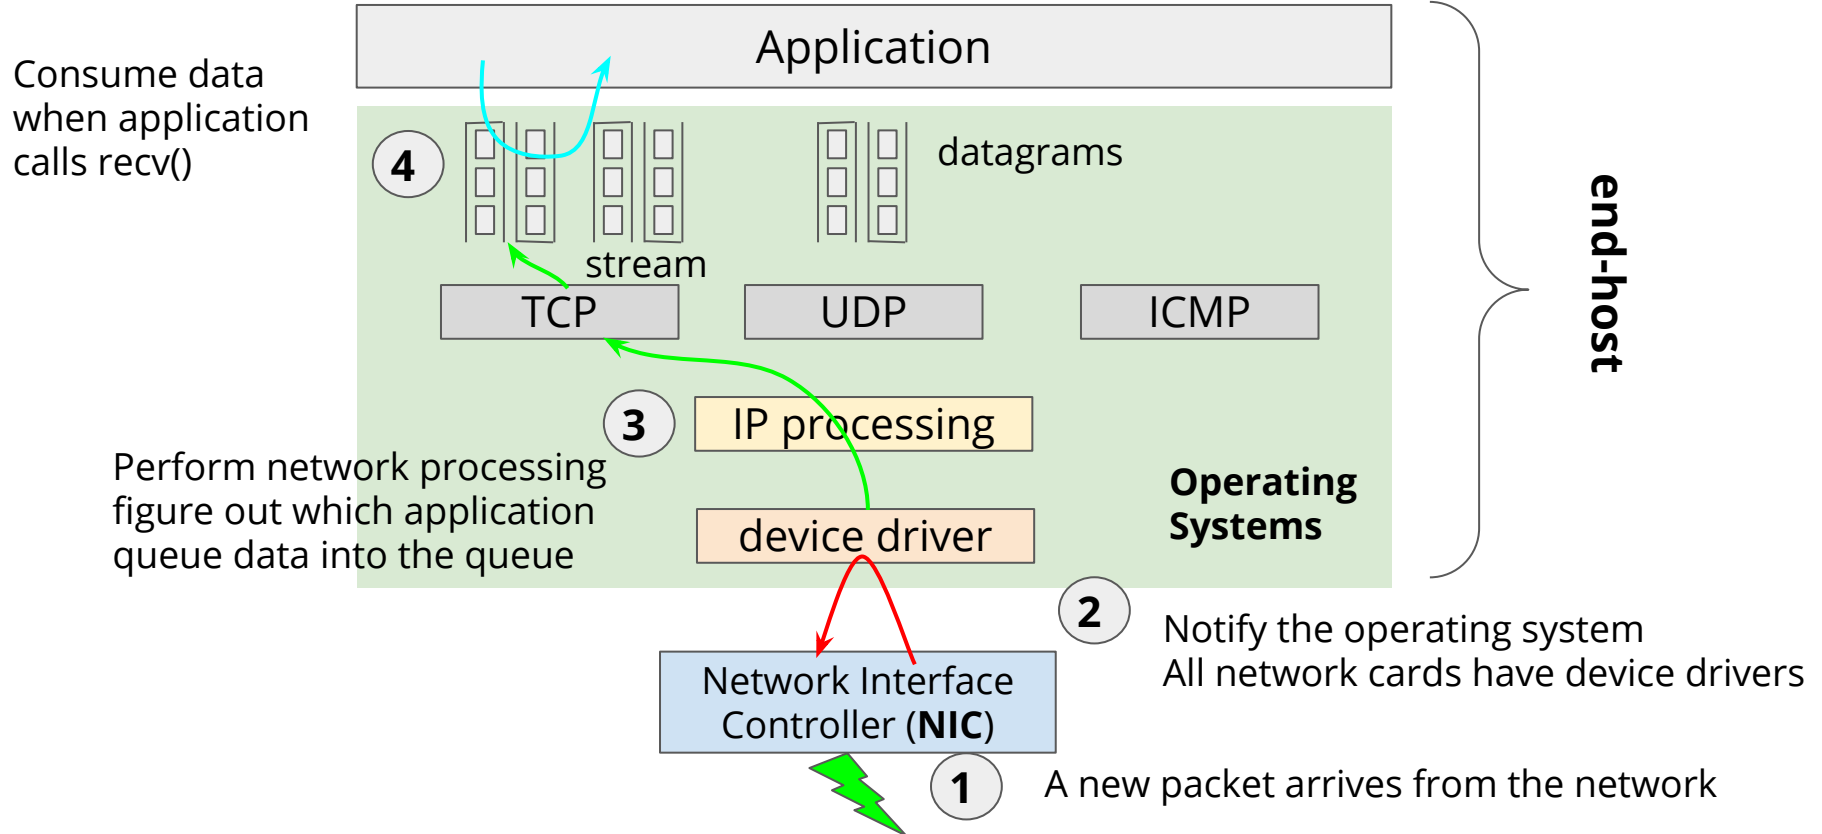 Application
Consume data
when application
calls recv()
4
datagrams
stream
TCP
UDP
ICMP
end-host
3
IP processing
Perform network processing
figure out which application
queue data into the queue
Operating
Systems
device driver
2
Notify the operating system
All network cards have device drivers
Network Interface
Controller (NIC)
1
A new packet arrives from the network